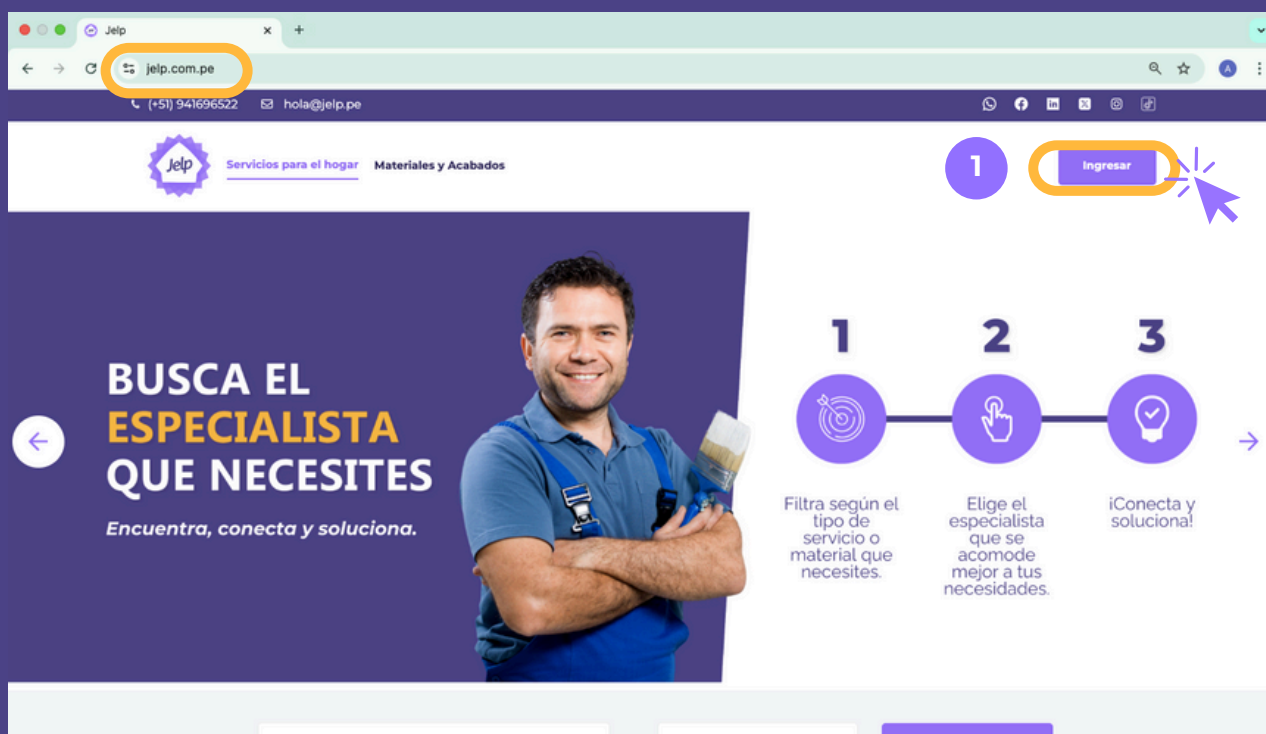 Jelp
jelp.com.pe
A
(+51) 941696522 hola@jelp.pe
Jelp
Servicios para el hogar Materiales y Acabados
1
Ingresar
BUSCA EL
ESPECIALISTA
QUE NECESITES
Encuentra, conecta y soluciona.
1
Filtra según el
tipo de
servicio o
material que
necesites.
2
Elige el
especialista
que se
acomode
mejor a tus
necesidades.
3
¡Conecta y
soluciona!